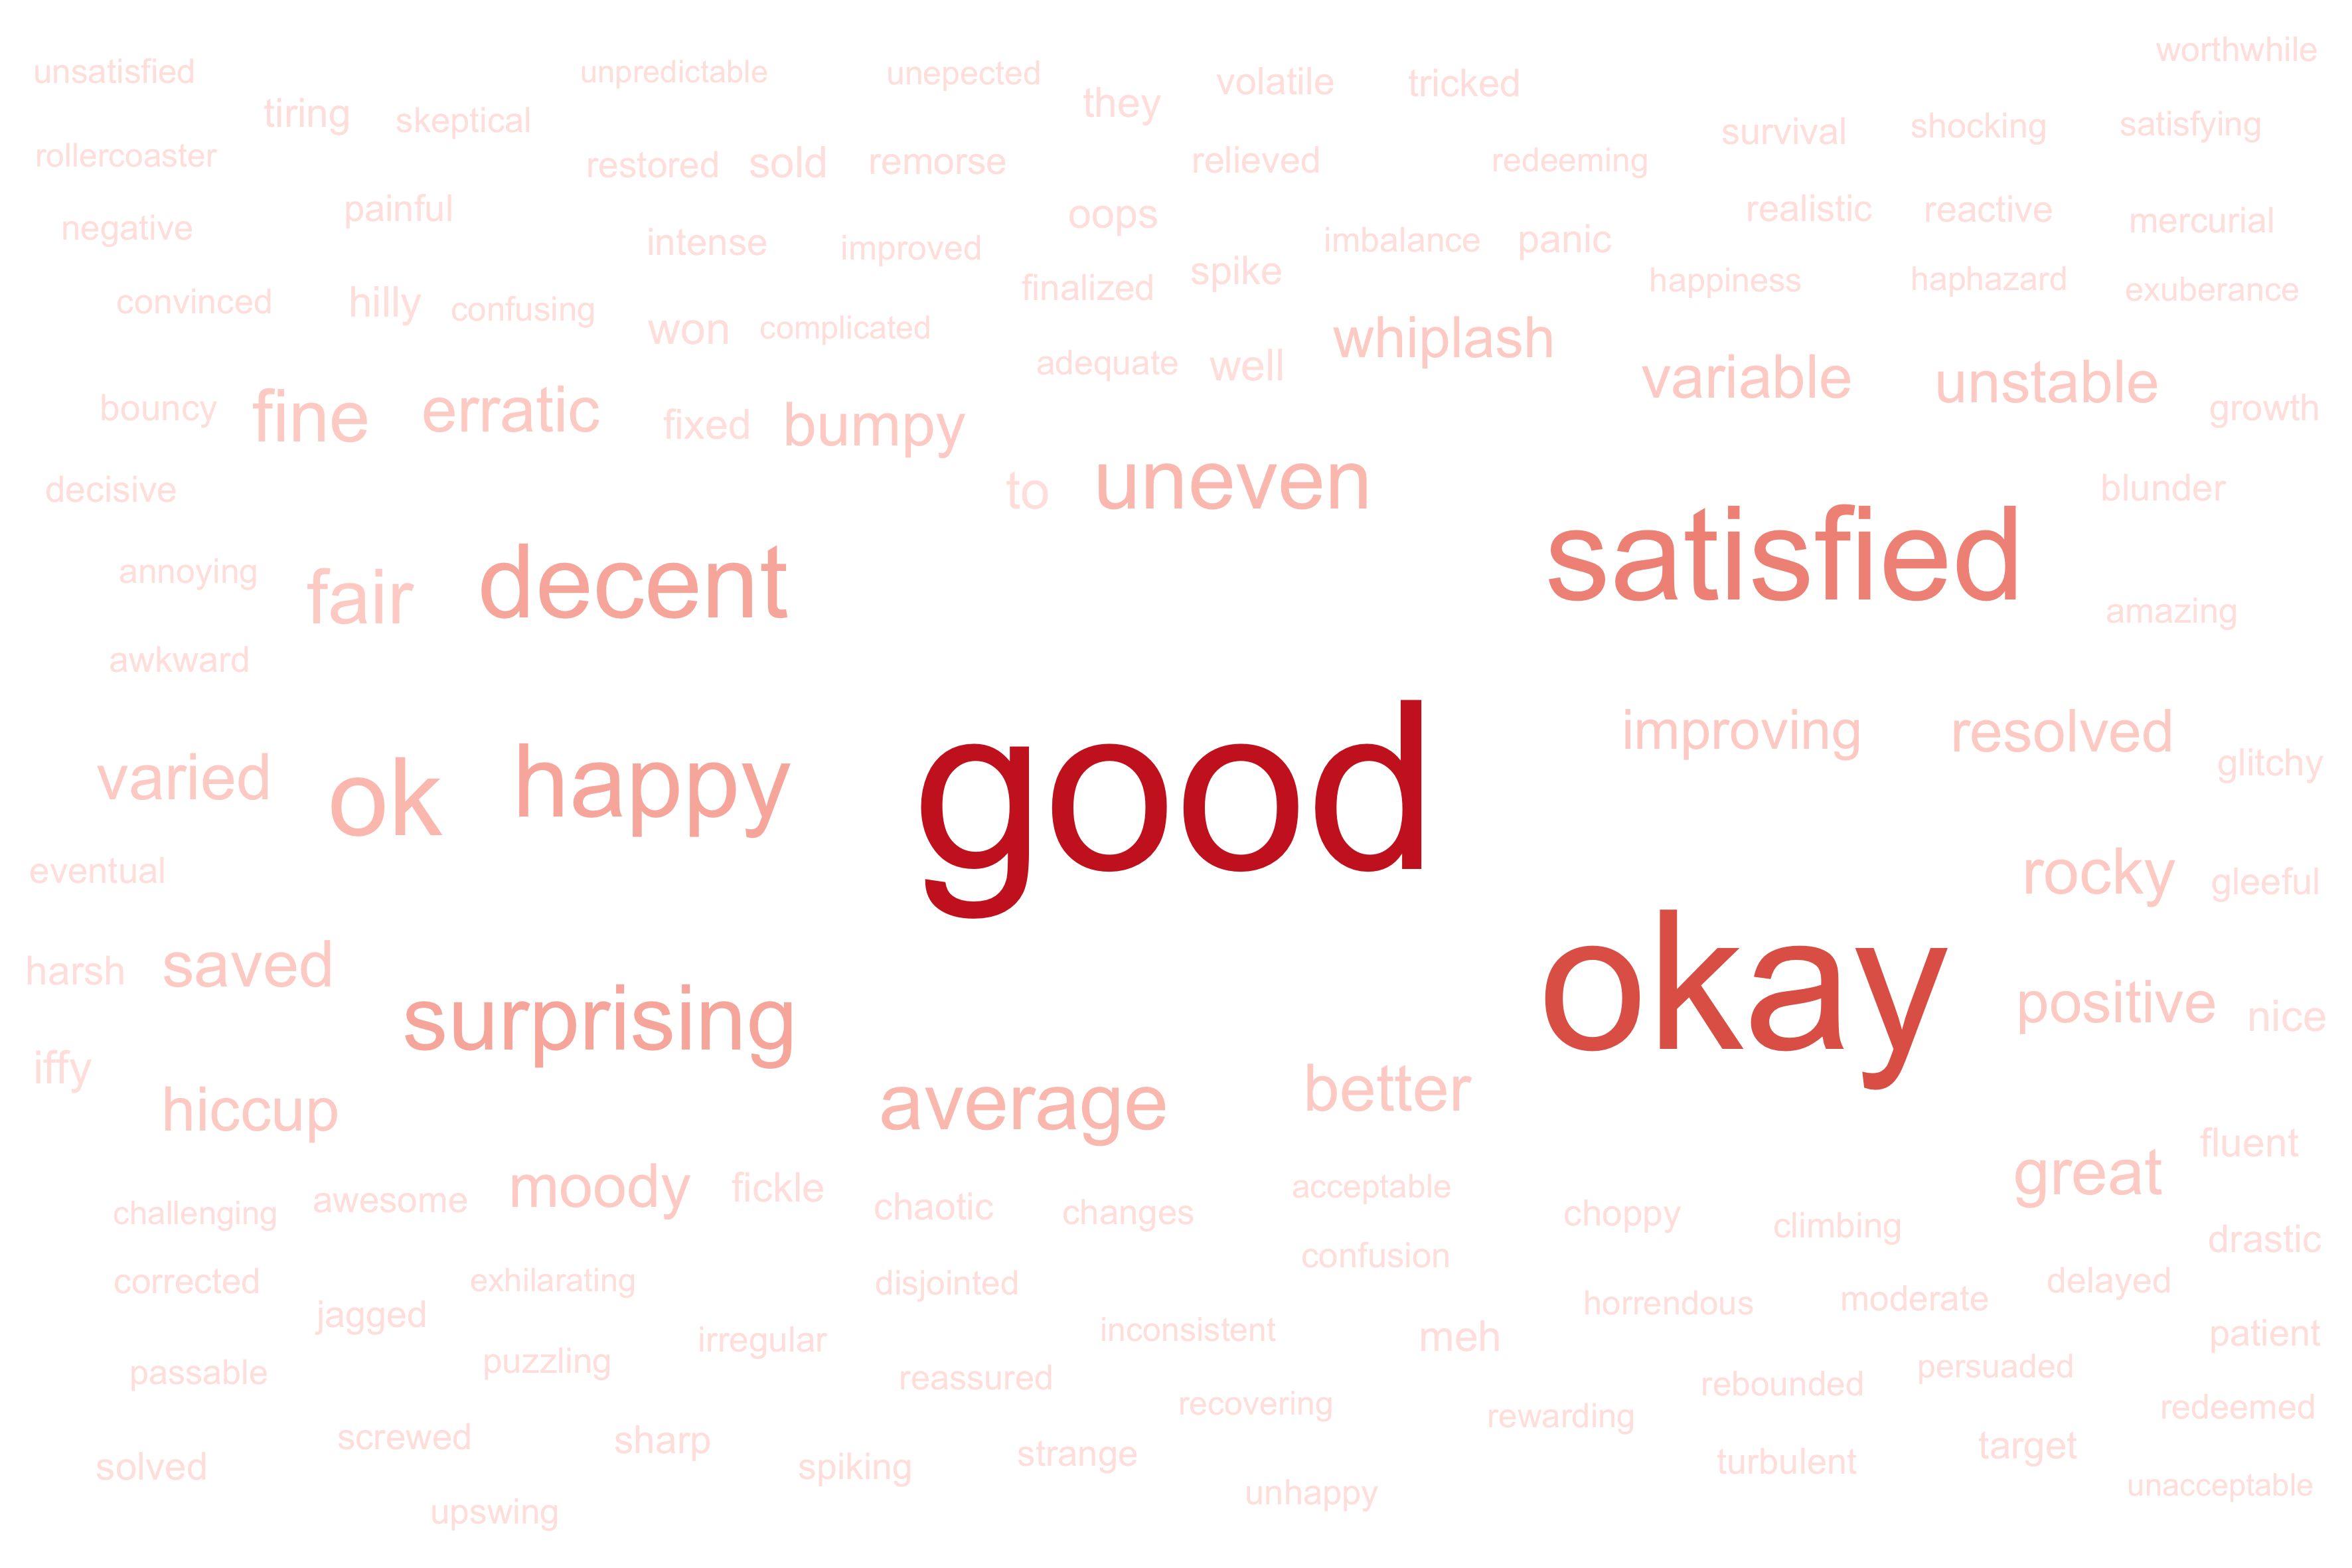 worthwhile
unsatisfied
unpredictable
unepected
volatile
tricked
they
tiring
skeptical
survival
shocking
satisfying
rollercoaster
restored
sold
remorse
relieved
redeeming
negative
painful
oops
realistic
reactive
mercurial
intense
improved
imbalance
panic
spike
finalized
happiness
haphazard
exuberance
convinced
hilly
confusing
won
complicated
whiplash
adequate
well
variable
unstable
bouncy
fine
erratic
fixed
bumpy
growth
decisive
to
uneven
blunder
satisfied
annoying
fair
decent
amazing
awkward
improving
resolved
glitchy
varied
ok
happy
good
eventual
rocky
gleeful
harsh
saved
surprising
okay
positive
nice
iffy
hiccup
average
better
fluent
great
moody
fickle
acceptable
challenging
awesome
chaotic
changes
choppy
climbing
drastic
confusion
corrected
exhilarating
disjointed
delayed
jagged
horrendous
moderate
irregular
inconsistent
meh
patient
passable
puzzling
reassured
persuaded
rebounded
recovering
rewarding
redeemed
screwed
sharp
strange
target
solved
spiking
turbulent
unhappy
unacceptable
upswing